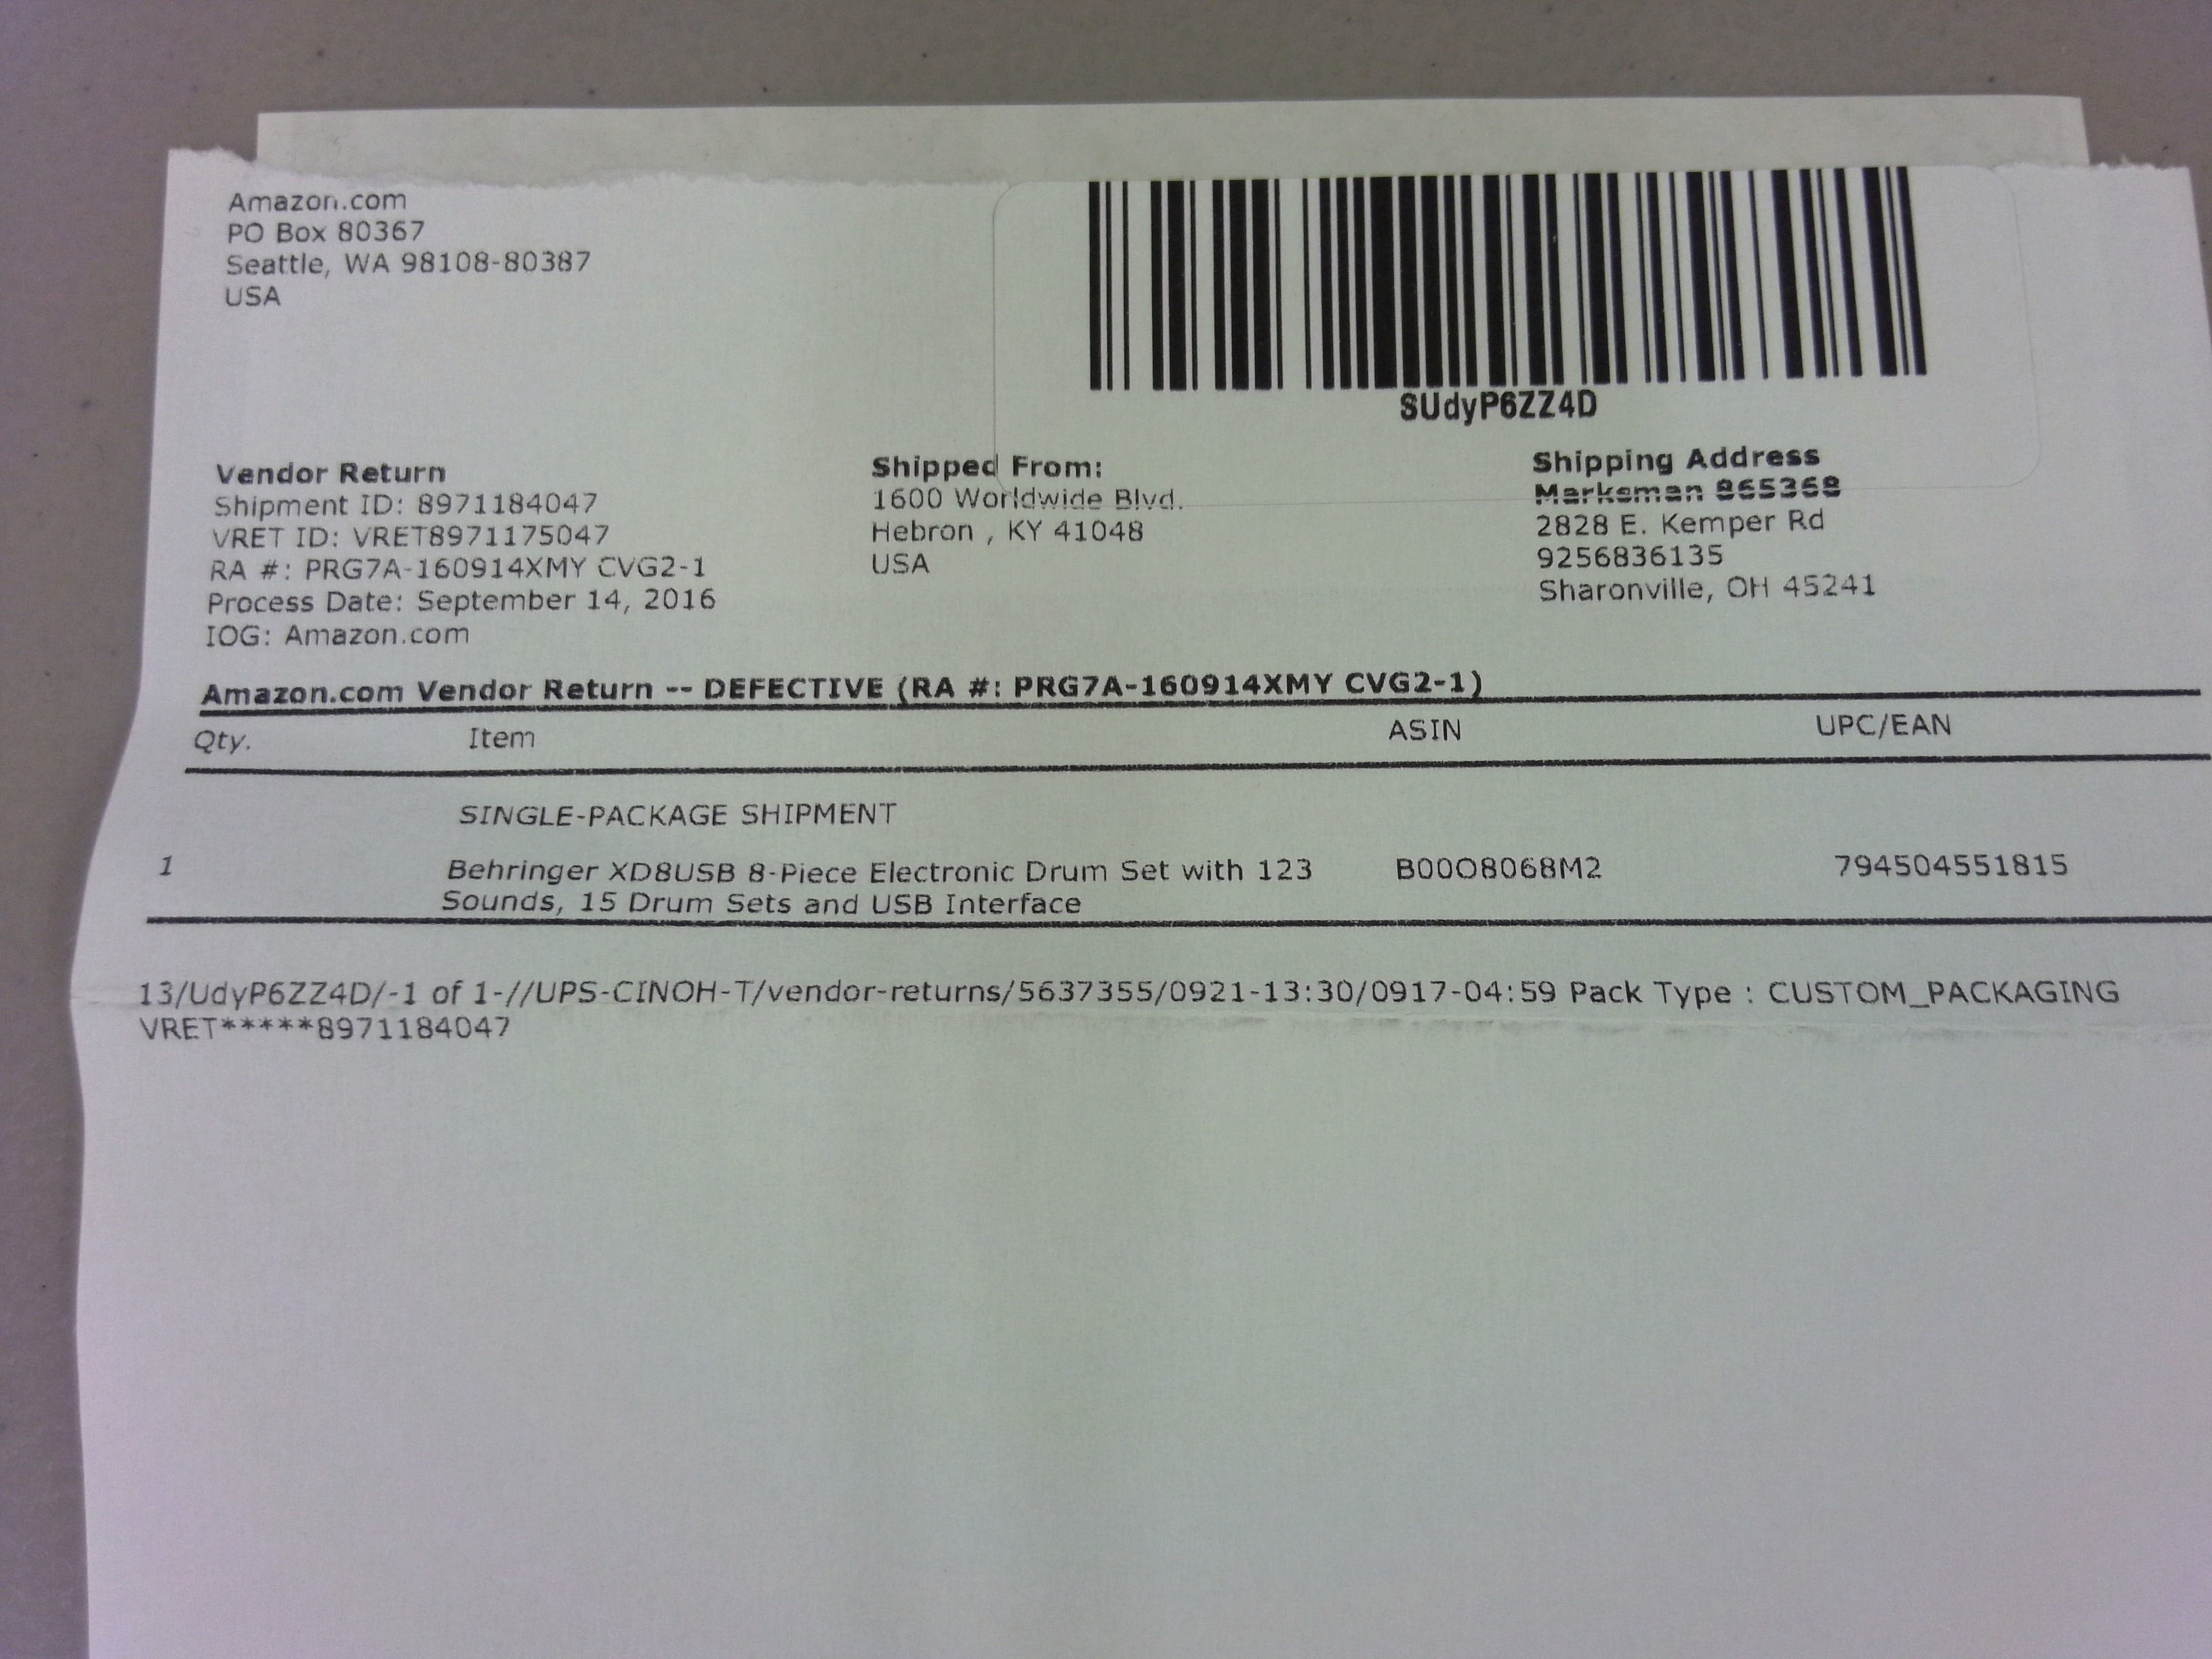 Amazon.com
PO Box 80367
Seattle, WA 98108-80387
USA
SUdyP6ZZ4D
Vendor Return
Shipment ID: 8971184047
VRET ID: VRET8971175047
RA #: PRG7A-160914XMY CVG2-1
Process Date: September 14, 2016
IOG: Amazon.com
Shipped From:
1600 Worldwide Blvd.
Hebron , KY 41048
USA
Shipping Address
Marksman 865368
2828 E. Kemper Rd
9256836135
Sharonville, OH 45241
Amazon.com Vendor Return -- DEFECTIVE (RA #: PRG7A-160914XMY CVG2-1)
Qty. Item ASIN UPC/EAN
SINGLE-PACKAGE SHIPMENT
1 Behringer XD8USB 8-Piece Electronic Drum Set with 123 B00O8068M2 794504551815
Sounds, 15 Drum Sets and USB Interface
13/UdyP6ZZ4D/-1 of 1-//UPS-CINOH-T/vendor-returns/5637355/0921-13:30/0917-04:59 Pack Type : CUSTOM_PACKAGING
VRET*****8971184047